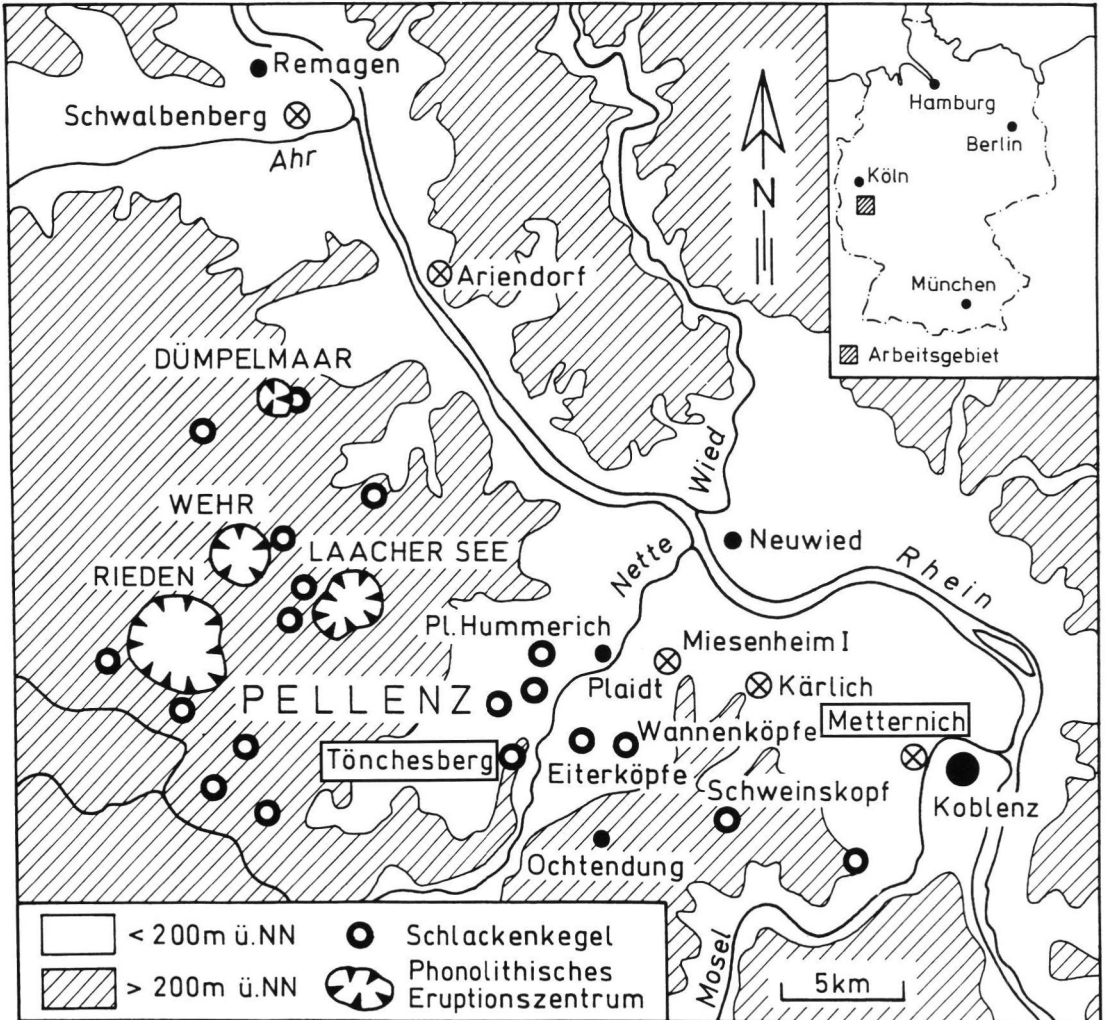 Remagen
Schwalbenberg
Ahr
Ariendorf
N
Hamburg
Berlin
Köln
München
Arbeitsgebiet
DÜMPELMAAR
WEHR
LAACHER SEE
RIEDEN
Wied
Nette
Neuwied
Rhein
Pl.Hummerich
Miesenheim I
Plaidt
Kärlich
PELLENZ
Wannenköpfe
Metternich
Tönchesberg
Eiterköpfe
Schweinskopf
Koblenz
Ochtendung
Mosel
5km
< 200m ü.NN
Schlackenkegel
> 200m ü.NN
Phonolithisches
Eruptionszentrum